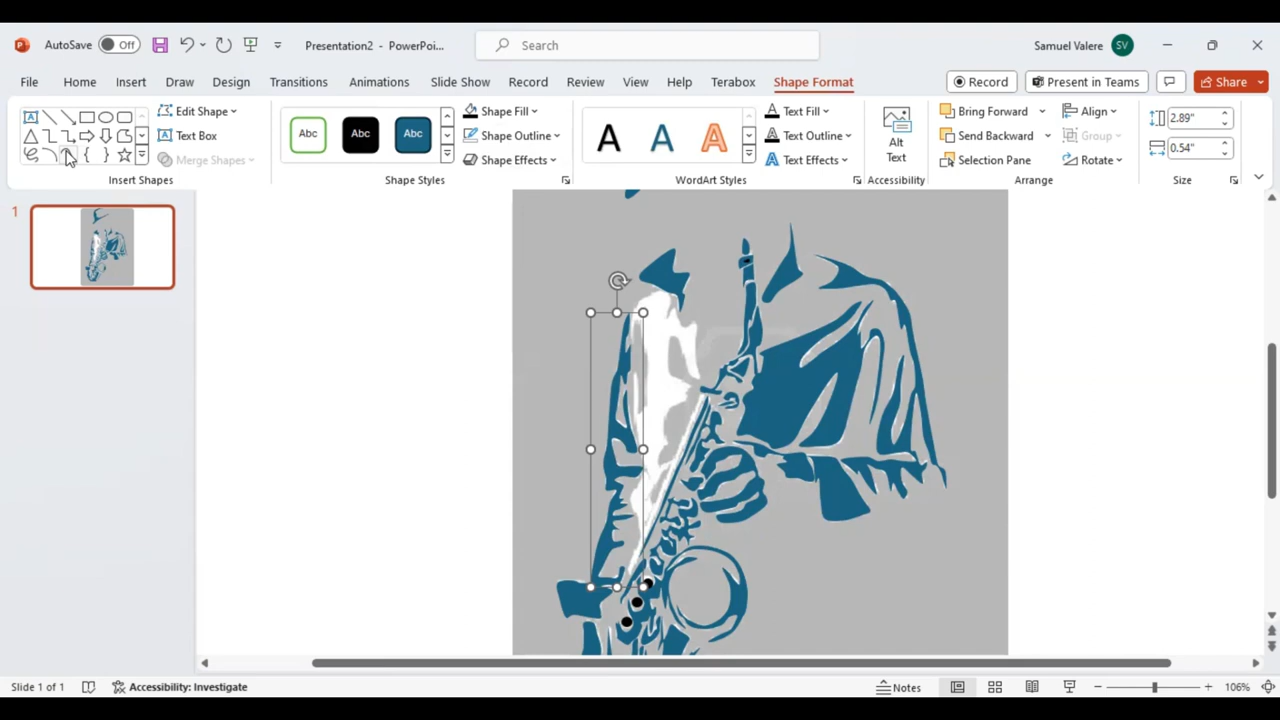 AutoSave Off Presentation2 - PowerPoi... Search Samuel Valere SV
File Home Insert Draw Design Transitions Animations Slide Show Record Review View Help Terabox Shape Format Record Present in Teams Share
Edit Shape Abc Abc Abc Shape Fill A A A Text Fill Bring Forward Align 2.89"
Text Box Shape Outline Text Outline Alt Text Send Backward Group 0.54"
Merge Shapes Shape Effects Text Effects Selection Pane Rotate
Insert Shapes Shape Styles WordArt Styles Accessibility Arrange Size
1
Slide 1 of 1 Accessibility: Investigate Notes 106%